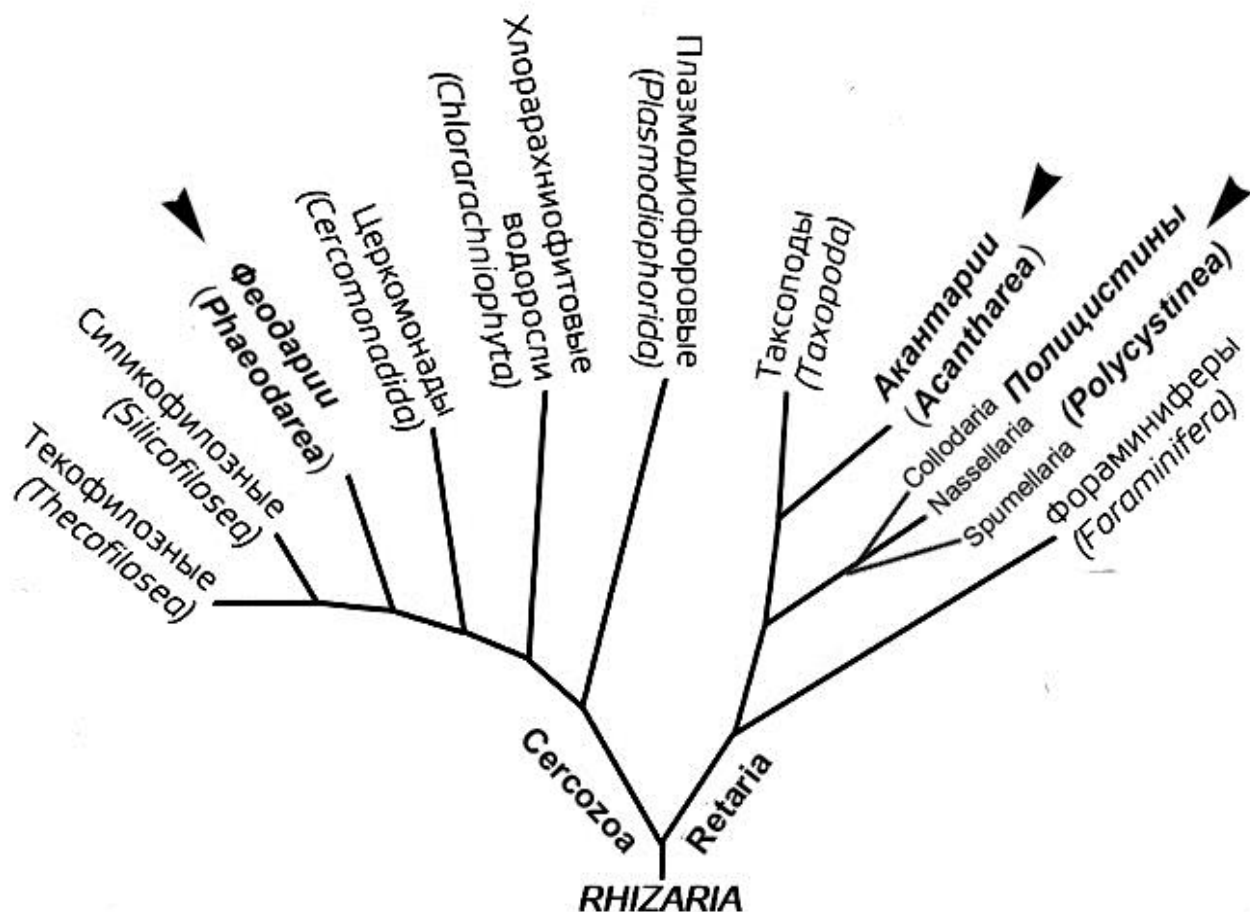 Текофилозные
(Thecofilosea)
Силикофилозные
(Silicofilosea)
Феодарии
(Phaeodarea)
Церкомонады
(Cercomonadida)
Хлорарахниофитовые
водоросли
(Chlorarachniophyta)
Плазмодиофоровые
(Plasmodiophorida)
Таксоподы
(Taxopoda)
Акантарии
(Acantharea)
Collodaria
Nassellaria
Spumellaria
Полицистины
(Polycystinea)
Фораминиферы
(Foraminifera)
Cercozoa
Retaria
RHIZARIA